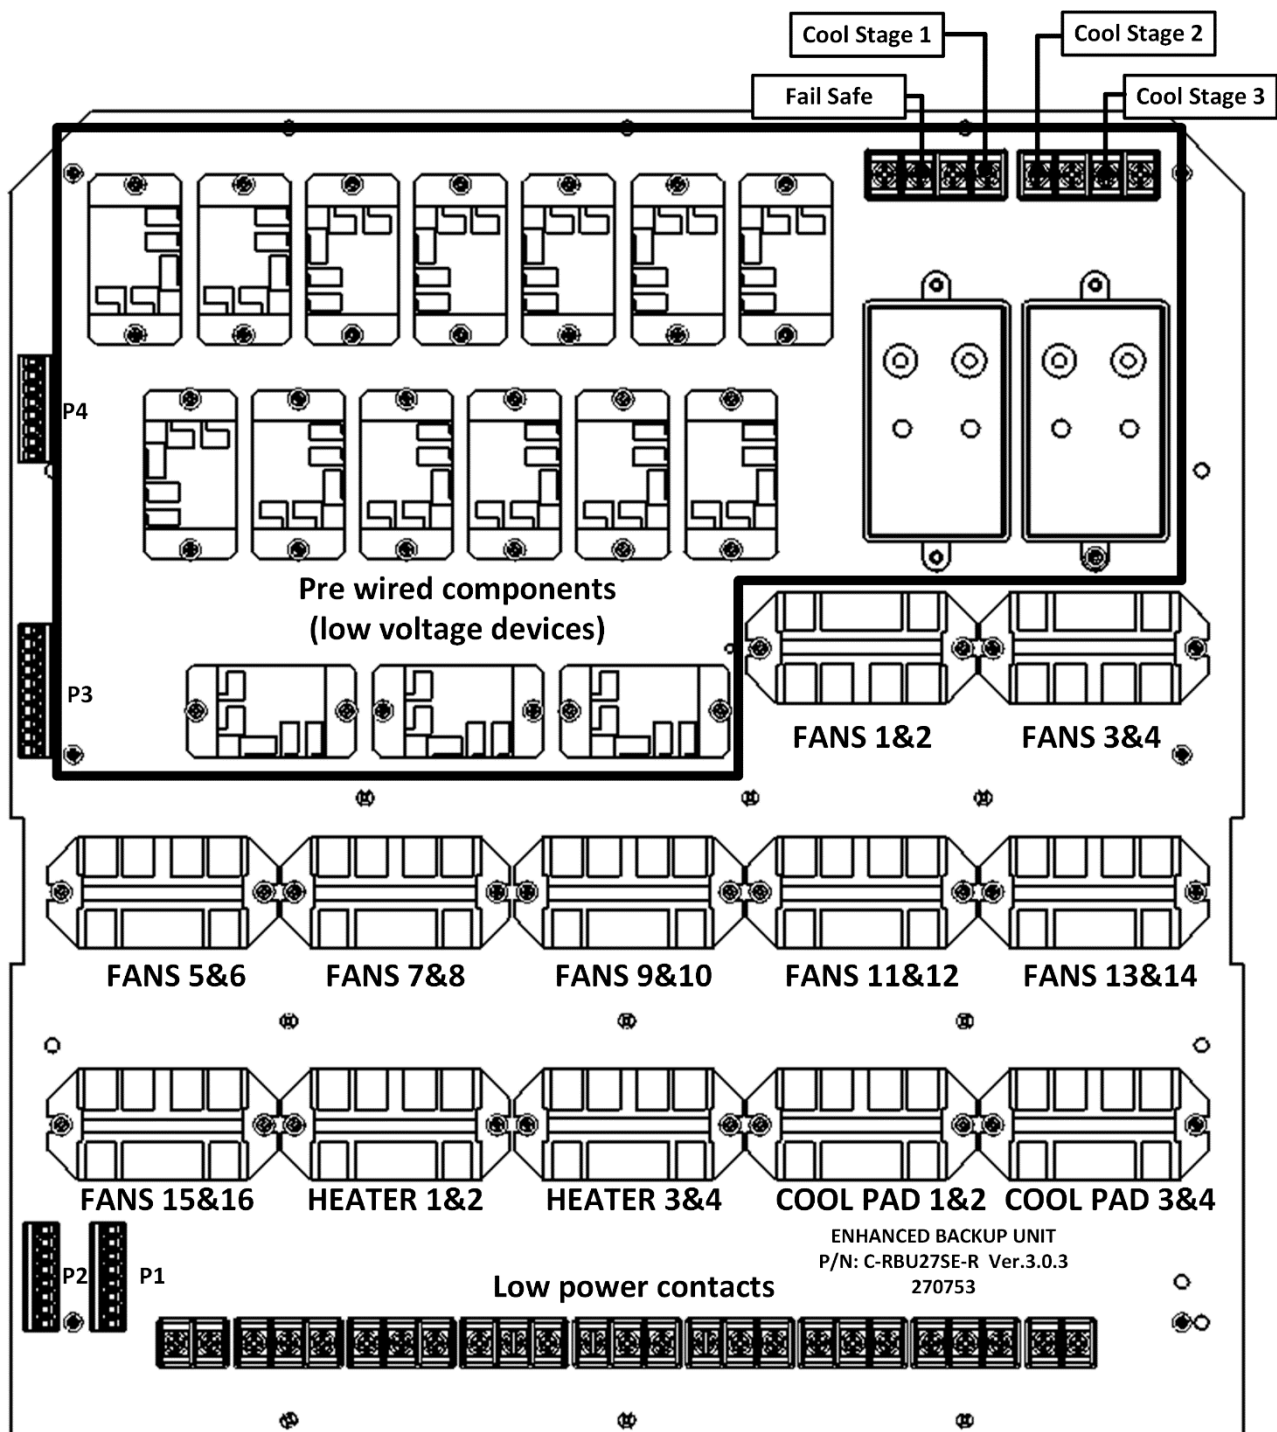 Cool Stage 1
Cool Stage 2
Fail Safe
Cool Stage 3
P4
Pre wired components
(low voltage devices)
P3
FANS 1&2
FANS 3&4
FANS 5&6
FANS 7&8
FANS 9&10
FANS 11&12
FANS 13&14
FANS 15&16
HEATER 1&2
HEATER 3&4
COOL PAD 1&2
COOL PAD 3&4
ENHANCED BACKUP UNIT
P/N: C-RBU27SE-R Ver.3.0.3
270753
P2
P1
Low power contacts